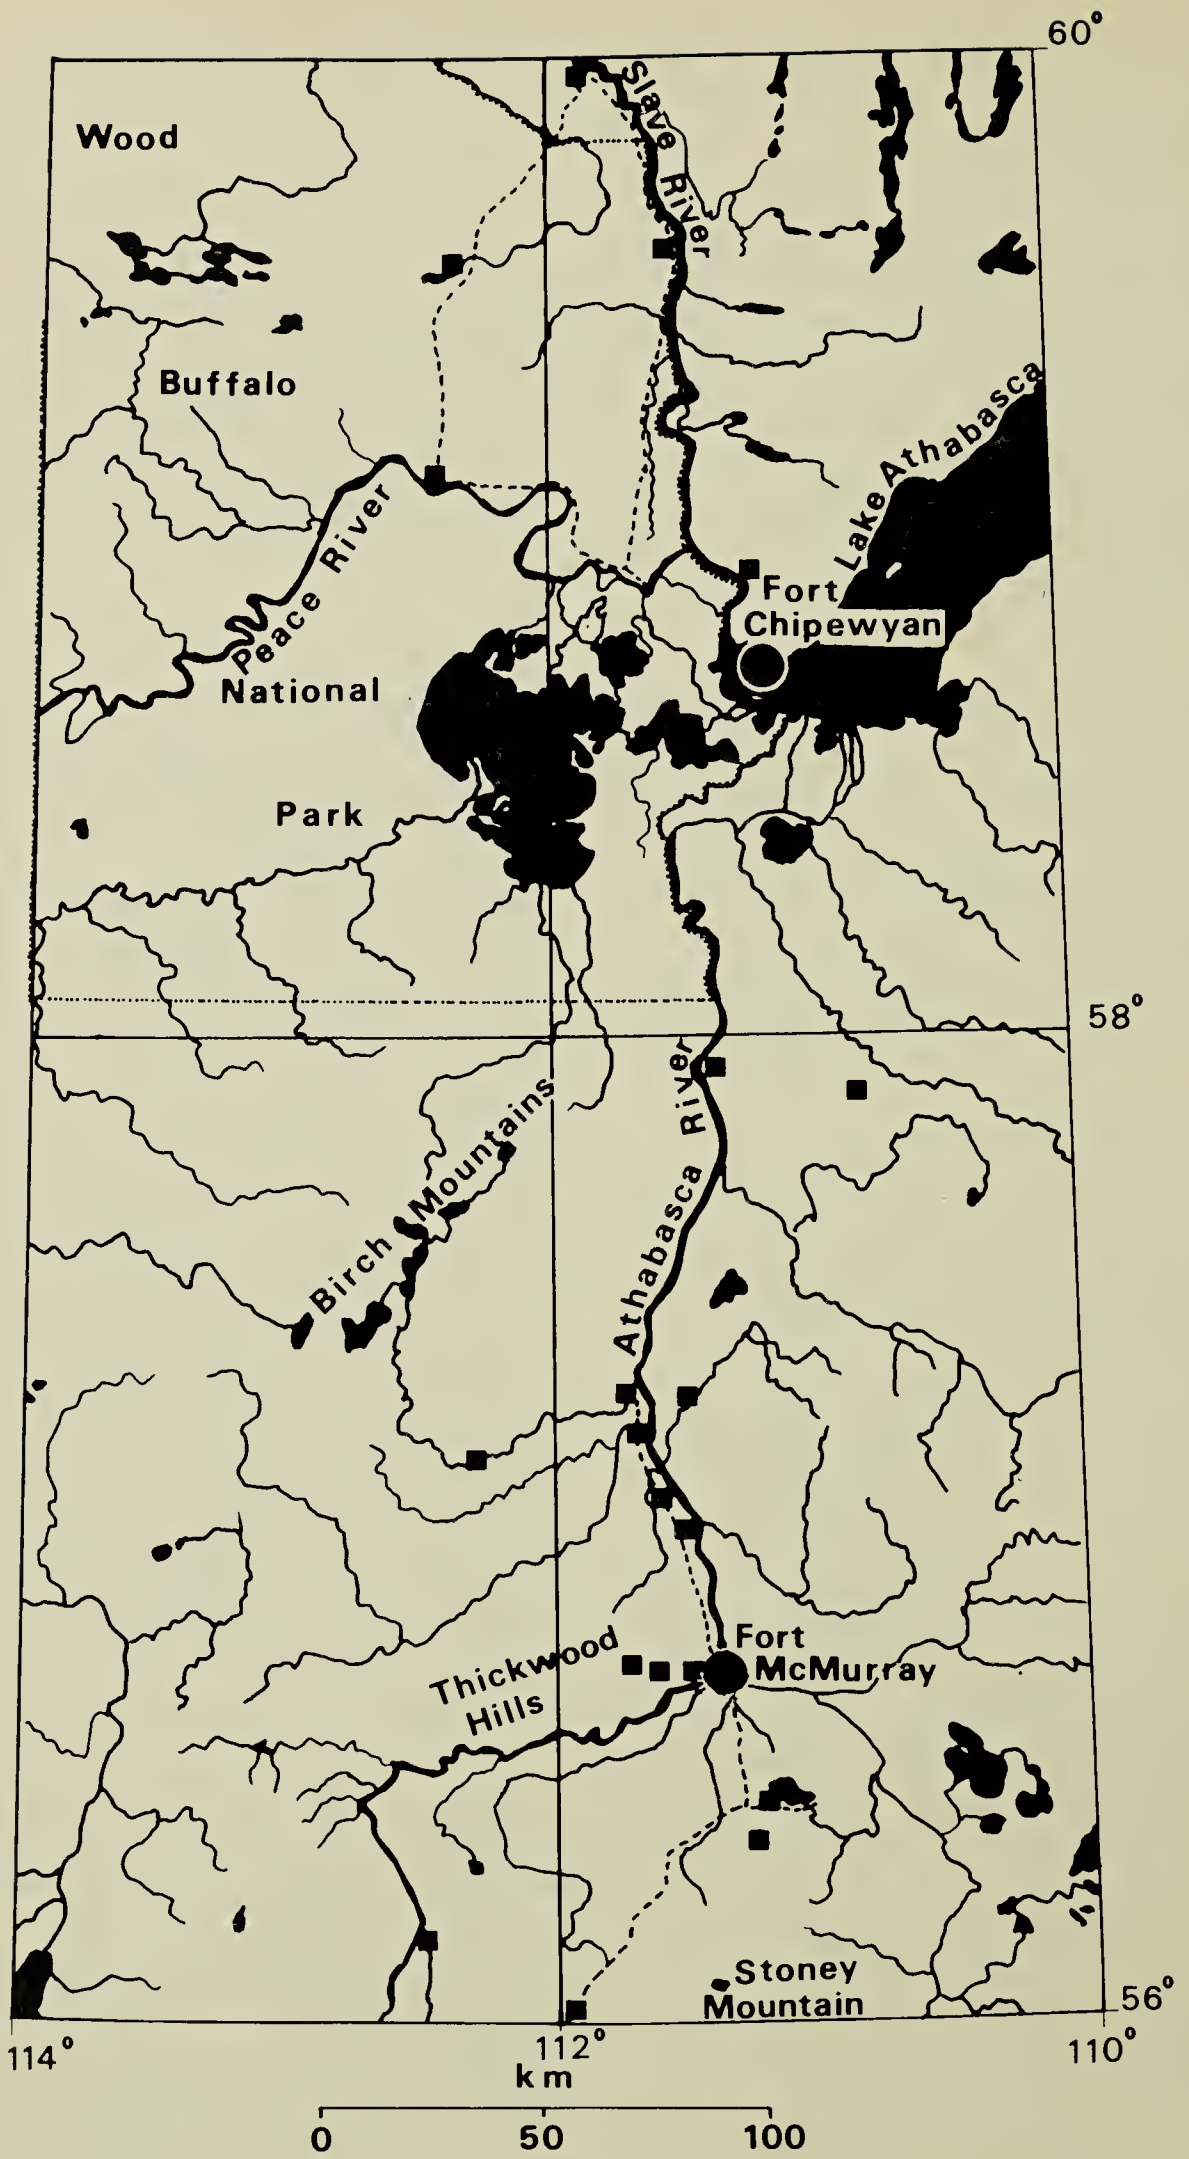 60°
Slave River
Wood
Buffalo
Lake Athabasca
Peace River
Fort
Chipewyan
National
Park
58°
Athabasca River
Birch Mountains
Fort
McMurray
Thickwood
Hills
Stoney
Mountain
56°
114°
112°
110°
km
0 50 100